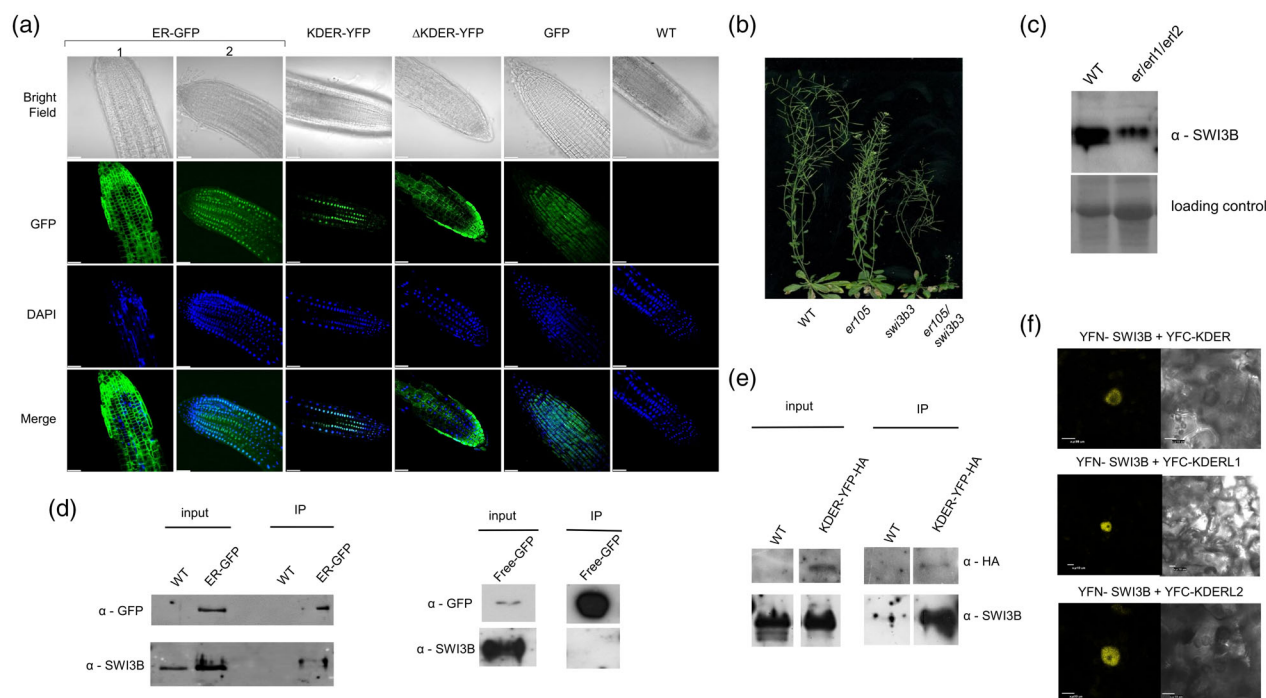 (a)
ER-GFP
KDER-YFP
ΔKDER-YFP
GFP
WT
1
2
Bright
Field
GFP
DAPI
Merge
(b)
WT
er105
swi3b3
er105/
swi3b3
(c)
WT
er/erl1/erl2
α - SWI3B
loading control
(d)
input
IP
WT
ER-GFP
WT
ER-GFP
α - GFP
α - SWI3B
input
IP
Free-GFP
Free-GFP
α - GFP
α - SWI3B
(e)
input
IP
WT
KDER-YFP-HA
WT
KDER-YFP-HA
α - HA
α - SWI3B
(f)
YFN- SWI3B + YFC-KDER
YFN- SWI3B + YFC-KDERL1
YFN- SWI3B + YFC-KDERL2